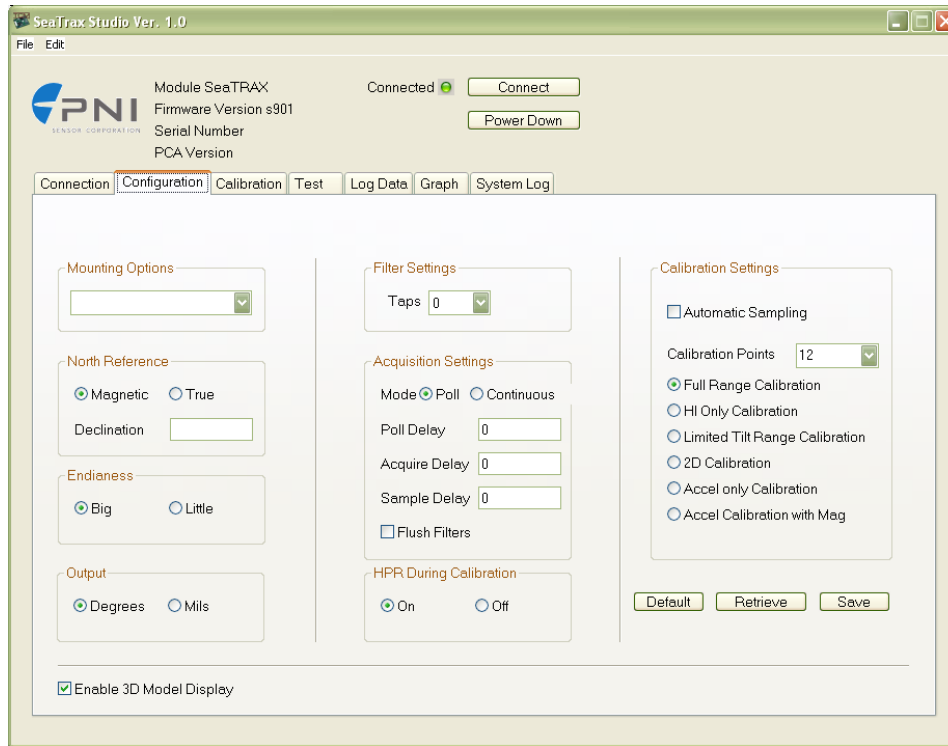 SeaTrax Studio Ver. 1.0
File Edit
PNI
SENSOR CORPORATION
Module SeaTRAX
Firmware Version s901
Serial Number
PCA Version
Connected
Connect
Power Down
Connection Configuration Calibration Test Log Data Graph System Log
Mounting Options
North Reference
Magnetic True
Declination
Endianess
Big Little
Output
Degrees Mils
Filter Settings
Taps 0
Acquisition Settings
Mode Poll Continuous
Poll Delay 0
Acquire Delay 0
Sample Delay 0
Flush Filters
HPR During Calibration
On Off
Calibration Settings
Automatic Sampling
Calibration Points 12
Full Range Calibration
HI Only Calibration
Limited Tilt Range Calibration
2D Calibration
Accel only Calibration
Accel Calibration with Mag
Default Retrieve Save
Enable 3D Model Display